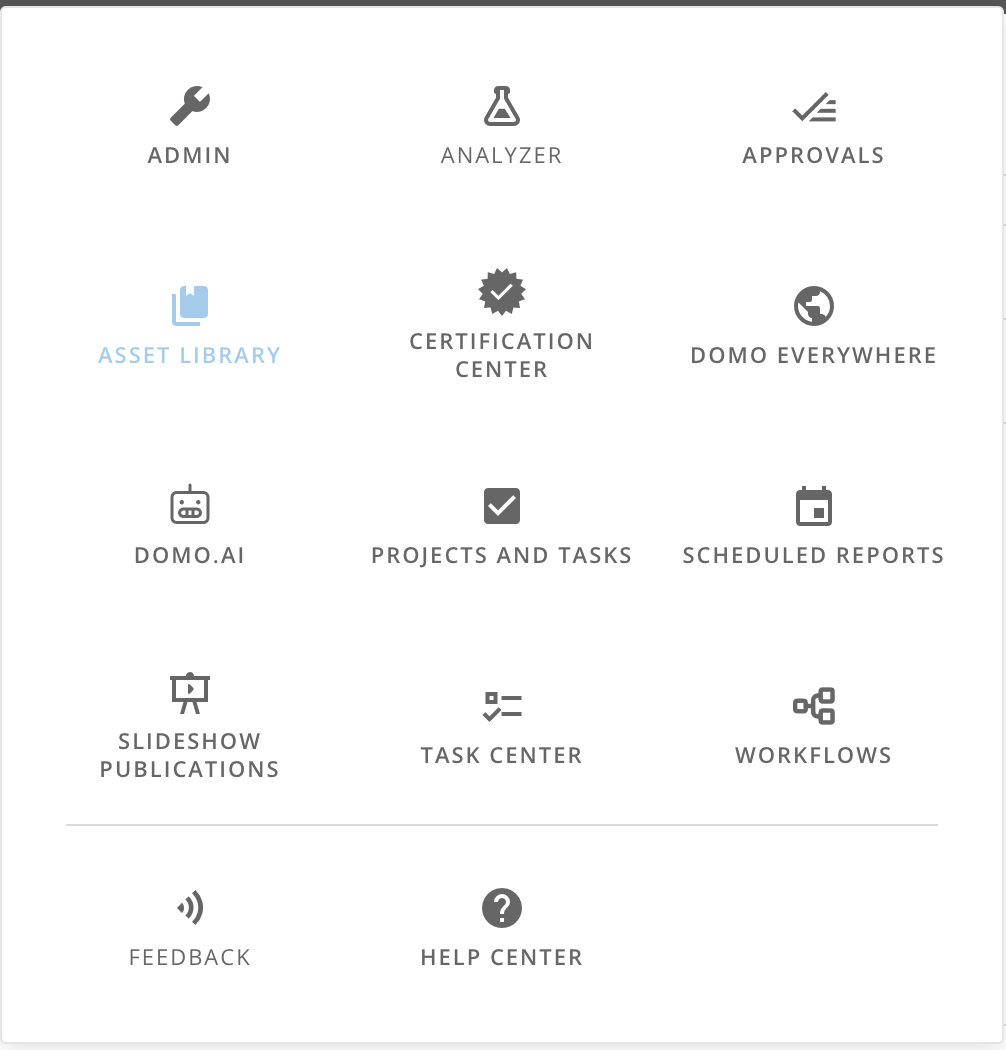 ADMIN
ANALYZER
APPROVALS
ASSET LIBRARY
CERTIFICATION
CENTER
DOMO EVERYWHERE
DOMO.AI
PROJECTS AND TASKS
SCHEDULED REPORTS
SLIDESHOW
PUBLICATIONS
TASK CENTER
WORKFLOWS
FEEDBACK
HELP CENTER